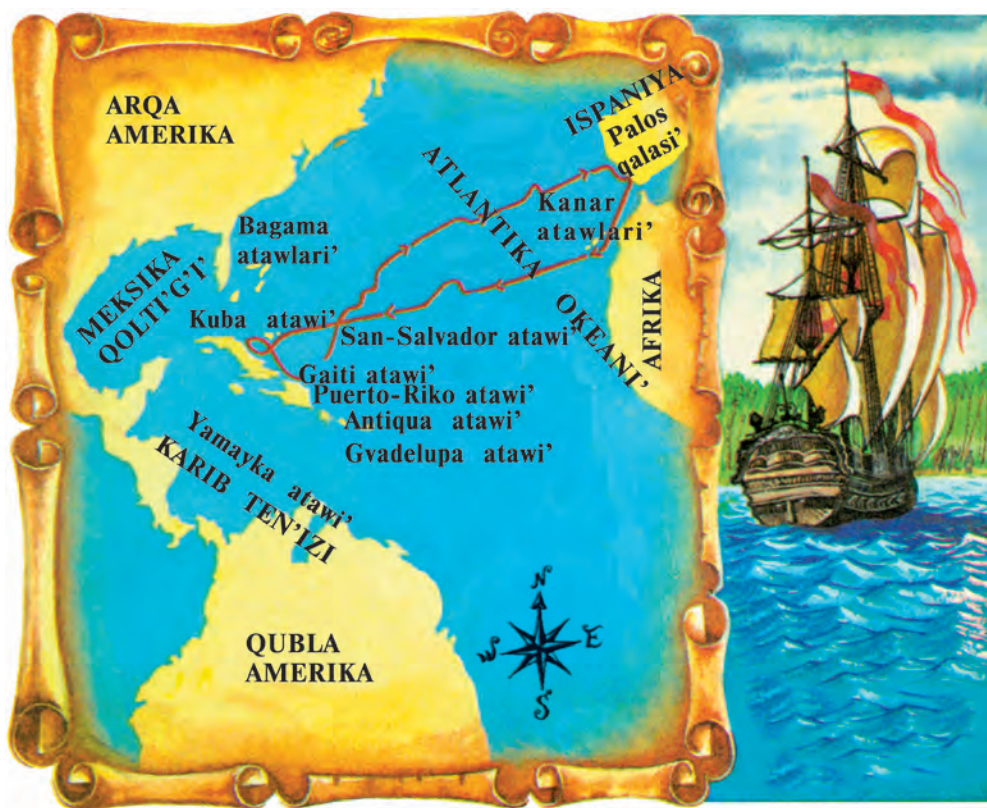 ARQA
AMERIKA
ISPANIYA
Palos
qalasi’
ATLANTIKA
OKEANI’
Kanar
atawlari’
Bagama
atawlari’
MEKSIKA
QOLTI’G’I’
Kuba atawi’
San-Salvador atawi’
AFRIKA
Gaiti atawi’
Puerto-Riko atawi’
Antiqua atawi’
Gvadelupa atawi’
Yamayka atawi’
KARIB TEN’IZI
QUBLA
AMERIKA
N
W
E
S